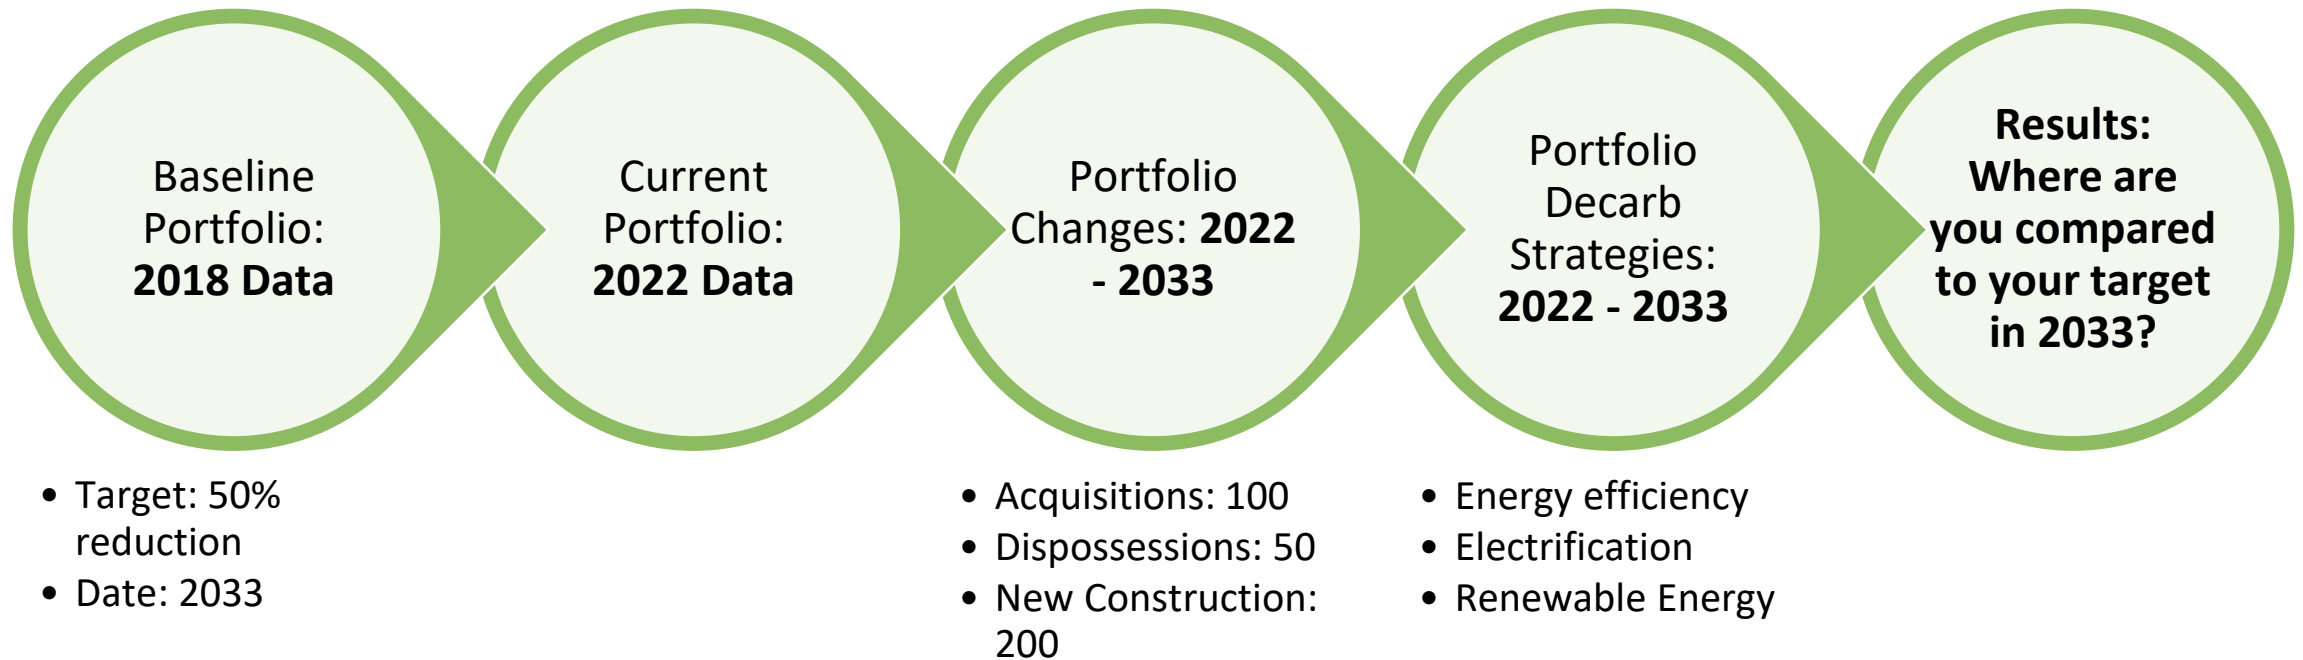 Baseline
Portfolio:
2018 Data
• Target: 50%
reduction
• Date: 2033
Current
Portfolio:
2022 Data
Portfolio
Changes: 2022
- 2033
• Acquisitions: 100
• Dispossessions: 50
• New Construction:
200
Portfolio
Decarb
Strategies:
2022 - 2033
• Energy efficiency
• Electrification
• Renewable Energy
Results:
Where are
you compared
to your target
in 2033?